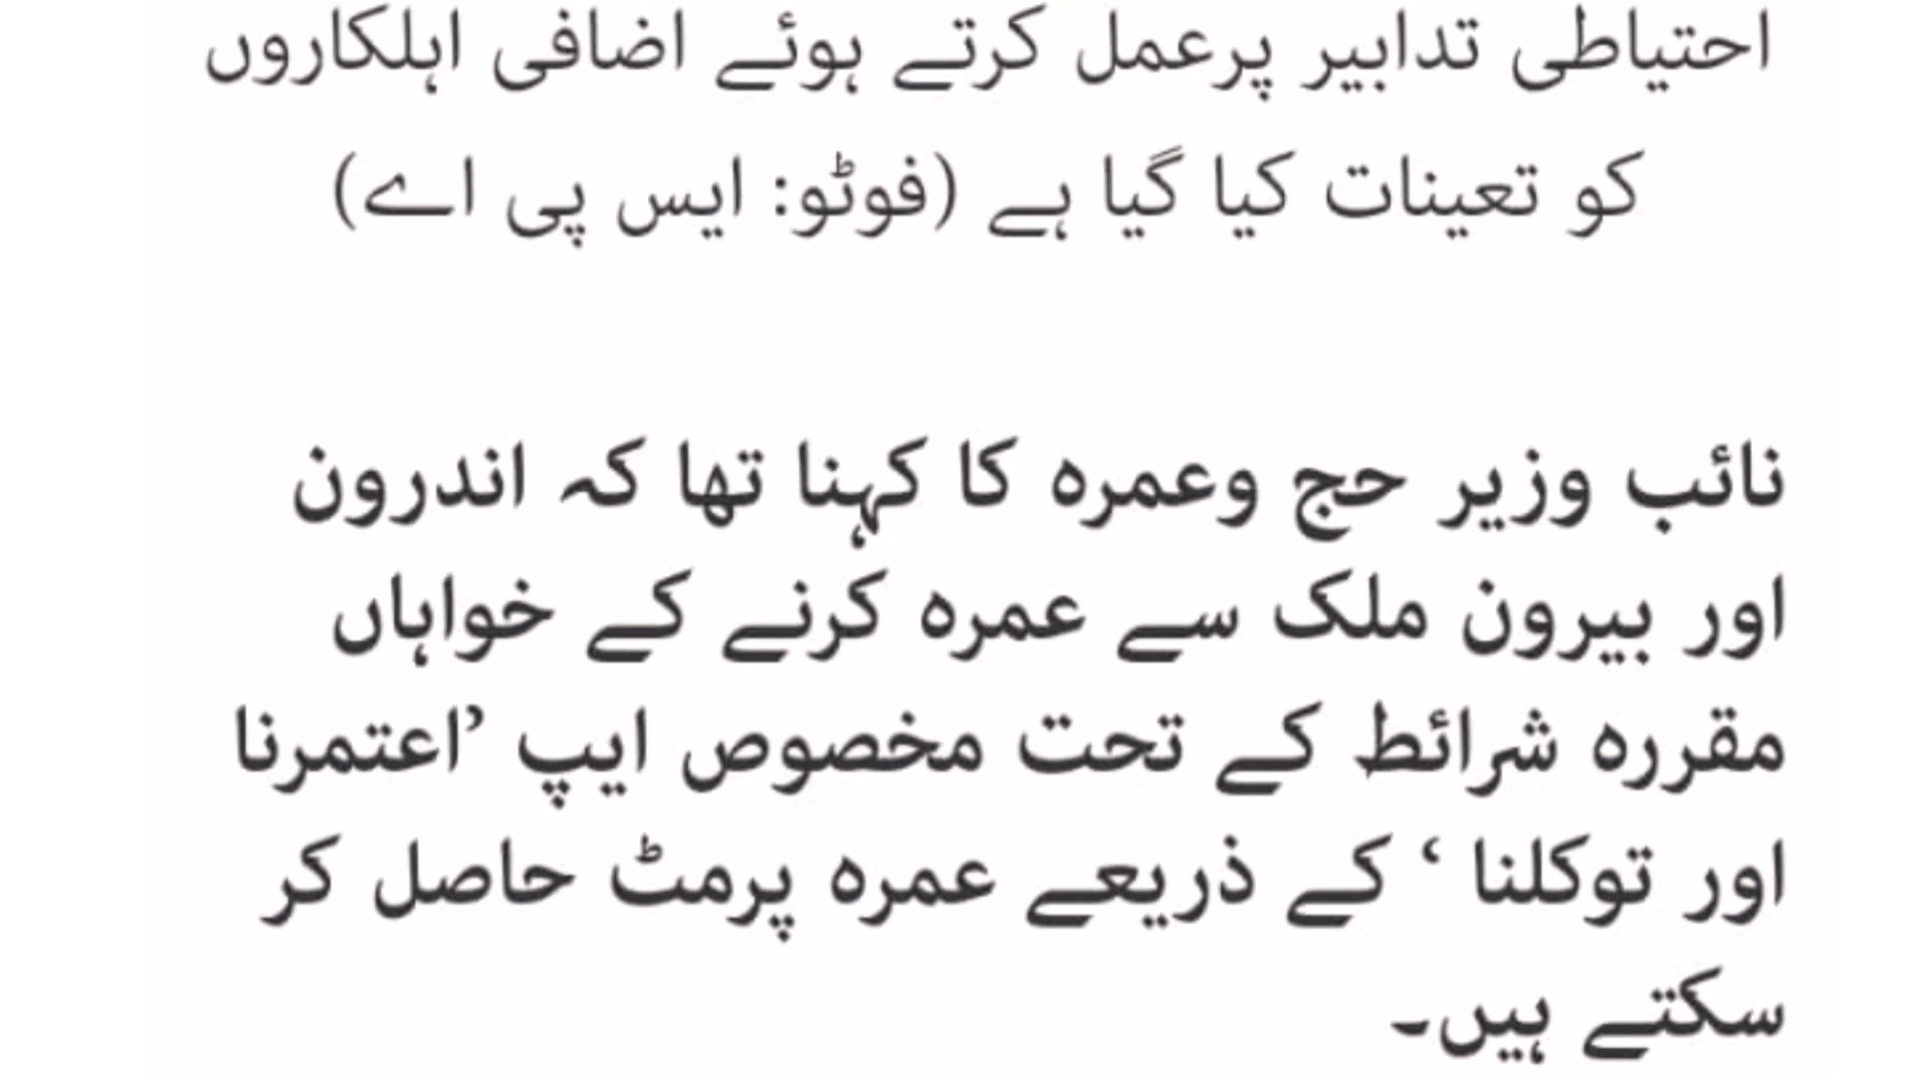 احتیاطی تدابیر پرعمل کرتے ہوئے اضافی اہلکاروں
کو تعینات کیا گیا ہے (فوٹو: ایس پی اے)
نائب وزیر حج وعمرہ کا کہنا تھا کہ اندرون
اور بیرون ملک سے عمرہ کرنے کے خواہاں
مقررہ شرائط کے تحت مخصوص ایپ ’اعتمرنا
اور توکلنا ‘ کے ذریعے عمرہ پرمٹ حاصل کر
سکتے ہیں۔